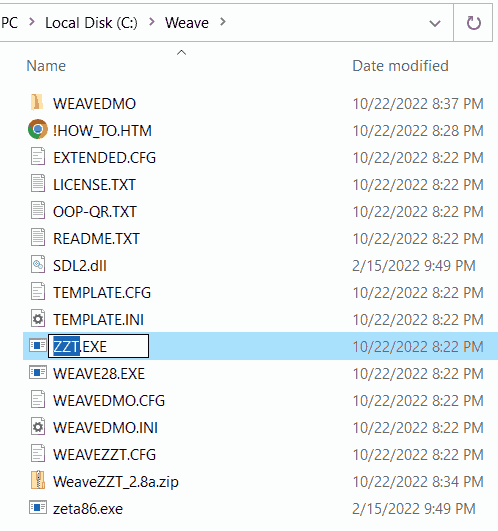 PC > Local Disk (C:) > Weave >
Name Date modified
WEAVEDMO 10/22/2022 8:37 PM
!HOW_TO.HTM 10/22/2022 8:28 PM
EXTENDED.CFG 10/22/2022 8:22 PM
LICENSE.TXT 10/22/2022 8:22 PM
OOP-QR.TXT 10/22/2022 8:22 PM
README.TXT 10/22/2022 8:22 PM
SDL2.dll 2/15/2022 9:49 PM
TEMPLATE.CFG 10/22/2022 8:22 PM
TEMPLATE.INI 10/22/2022 8:22 PM
ZZT.EXE 10/22/2022 8:22 PM
WEAVE28.EXE 10/22/2022 8:22 PM
WEAVEDMO.CFG 10/22/2022 8:22 PM
WEAVEDMO.INI 10/22/2022 8:22 PM
WEAVEZZT.CFG 10/22/2022 8:22 PM
WeaveZZT_2.8a.zip 10/22/2022 8:34 PM
zeta86.exe 2/15/2022 9:49 PM